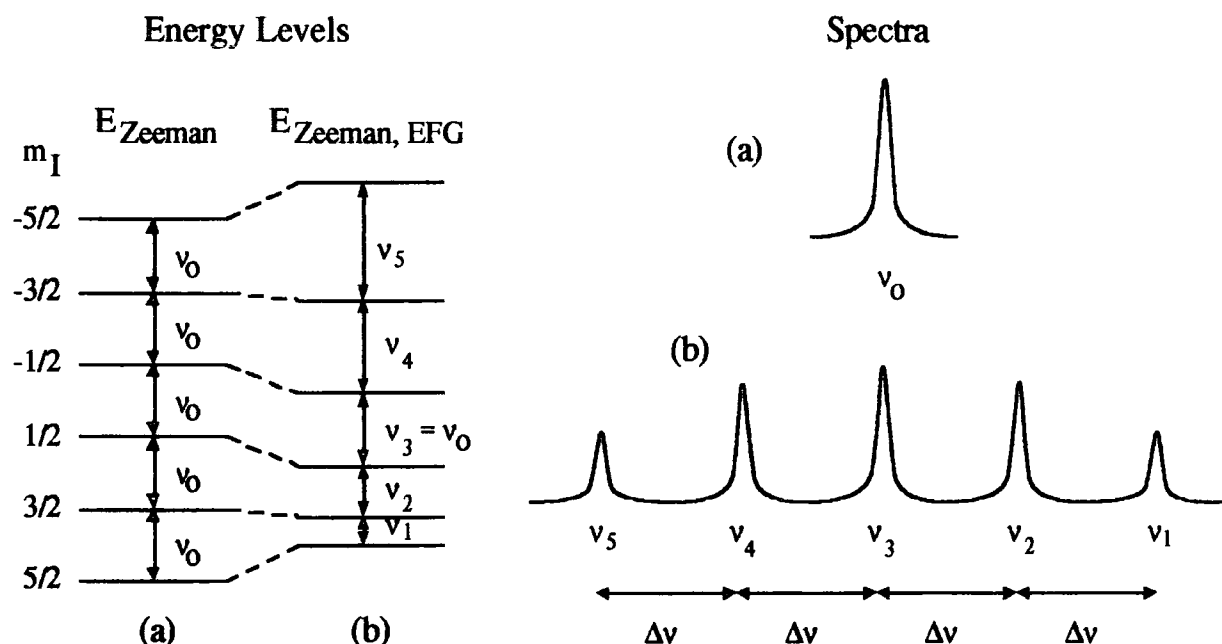 Energy Levels
Spectra
E_Zeeman E_Zeeman, EFG
m_I
(a)
-5/2
ν_0
ν_5
-3/2
ν_0
ν_0
ν_4
(b)
-1/2
ν_0
ν_3 = ν_0
1/2
ν_0
ν_2
3/2
ν_1
ν_0
5/2
ν_5 ν_4 ν_3 ν_2 ν_1
(a) (b)
Δν Δν Δν Δν